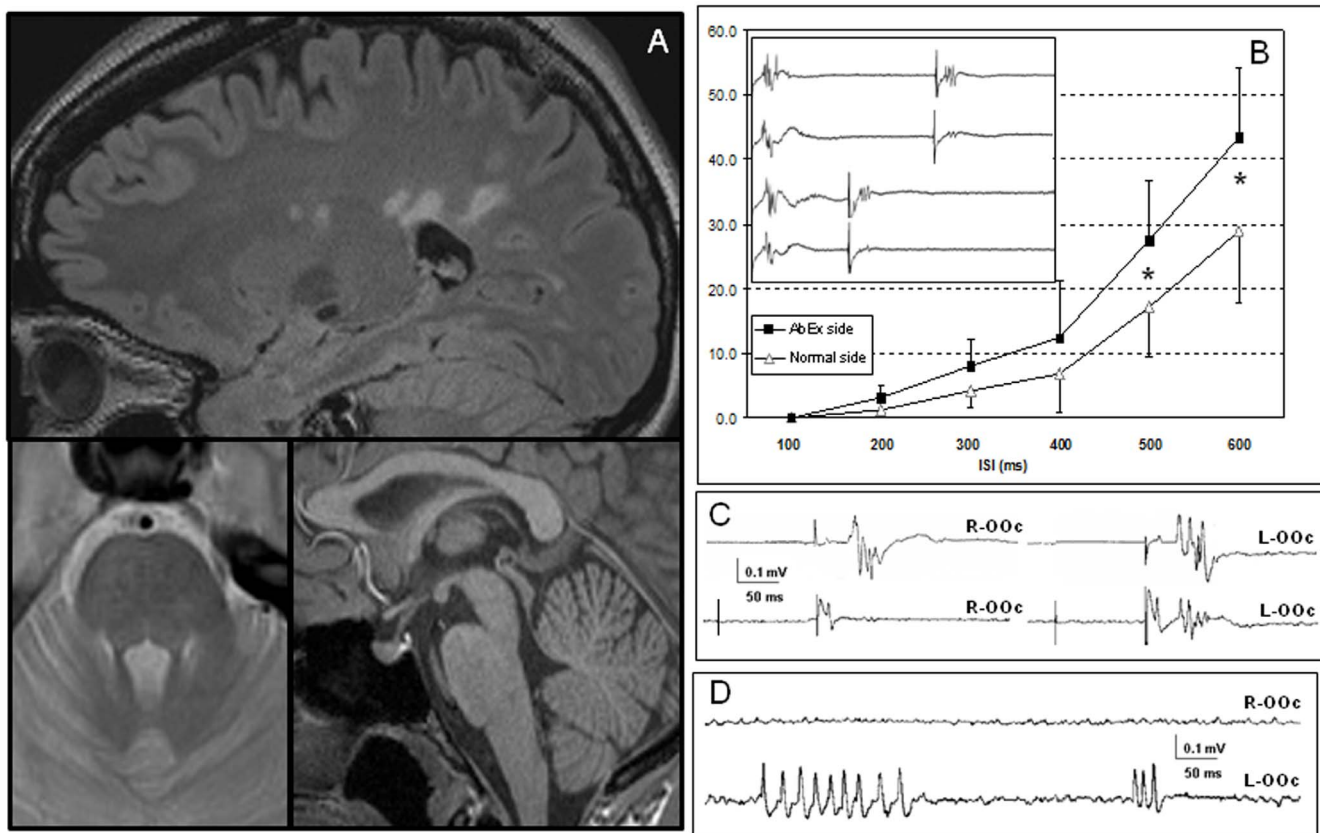 A
B
60.0
50.0
40.0
30.0
20.0
10.0
0.0
AbEx side
Normal side
*
*
100 200 300 400 500 600
ISI (ms)
C
R-OOc
L-OOc
0.1 mV
50 ms
R-OOc
L-OOc
D
R-OOc
0.1 mV
50 ms
L-OOc